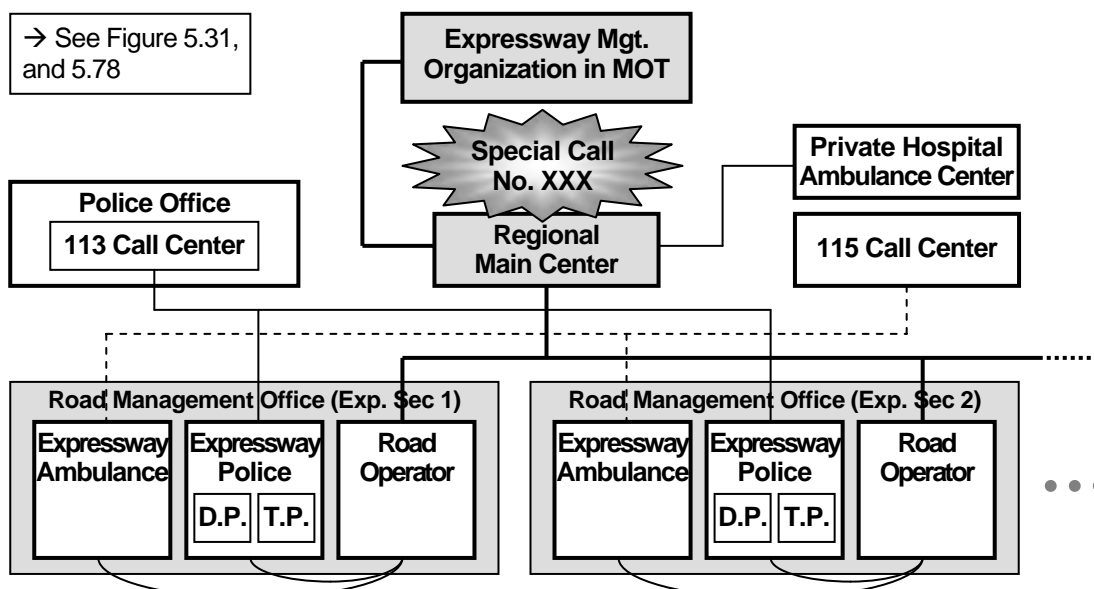 → See Figure 5.31,
and 5.78
Expressway Mgt.
Organization in MOT
Special Call
No. XXX
Private Hospital
Ambulance Center
Police Office
113 Call Center
Regional
Main Center
115 Call Center
Road Management Office (Exp. Sec 1)
Expressway
Ambulance
Expressway
Police
D.P. T.P.
Road
Operator
Road Management Office (Exp. Sec 2)
Expressway
Ambulance
Expressway
Police
D.P. T.P.
Road
Operator